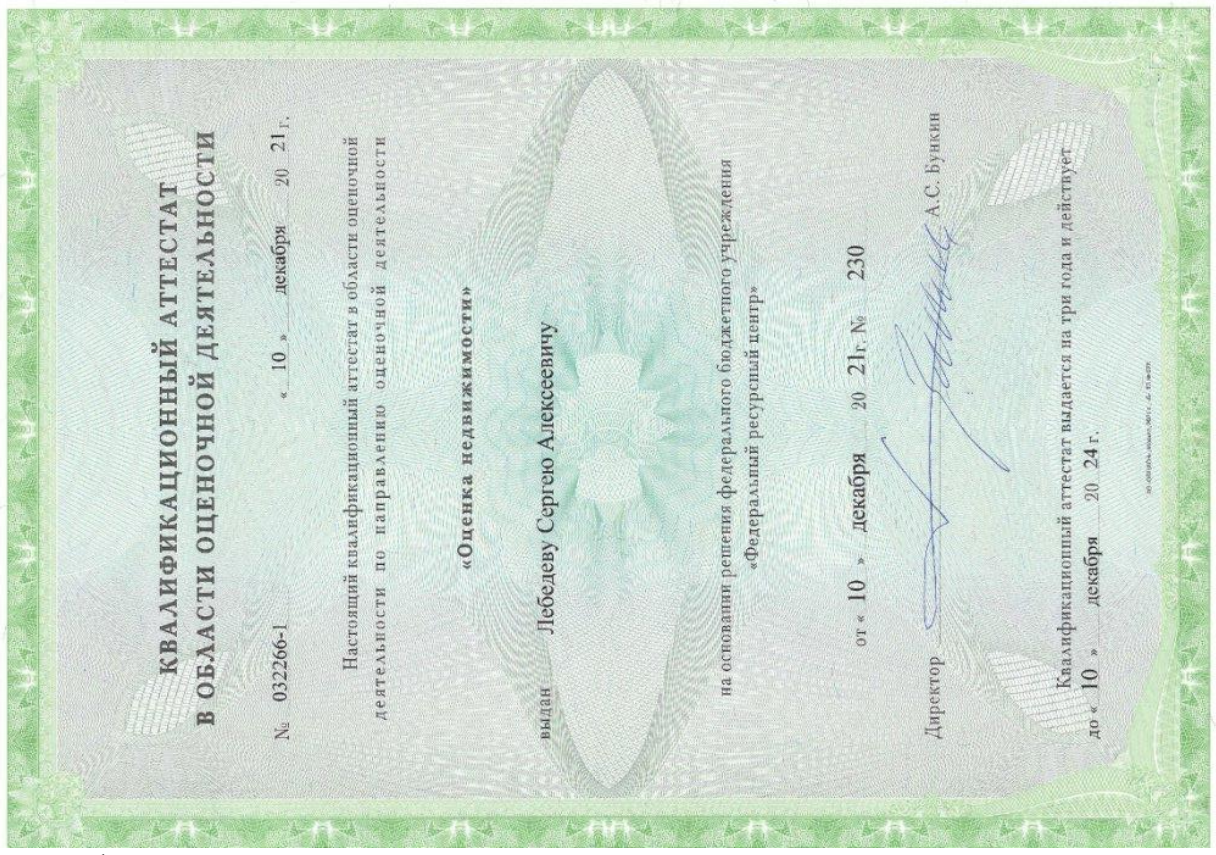 КВАЛИФИКАЦИОННЫЙ АТТЕСТАТ
В ОБЛАСТИ ОЦЕНОЧНОЙ ДЕЯТЕЛЬНОСТИ
№ 032266-1 « 10 » декабря 20 21 г.
Настоящий квалификационный аттестат в области оценочной
деятельности по направлению оценочной деятельности
«Оценка недвижимости»
выдан Лебедеву Сергею Алексеевичу
на основании решения федерального бюджетного учреждения
«Федеральный ресурсный центр»
от « 10 » декабря 20 21 г. № 230
Директор А.С. Бункин
Квалификационный аттестат выдается на три года и действует
до « 10 » декабря 20 24 г.